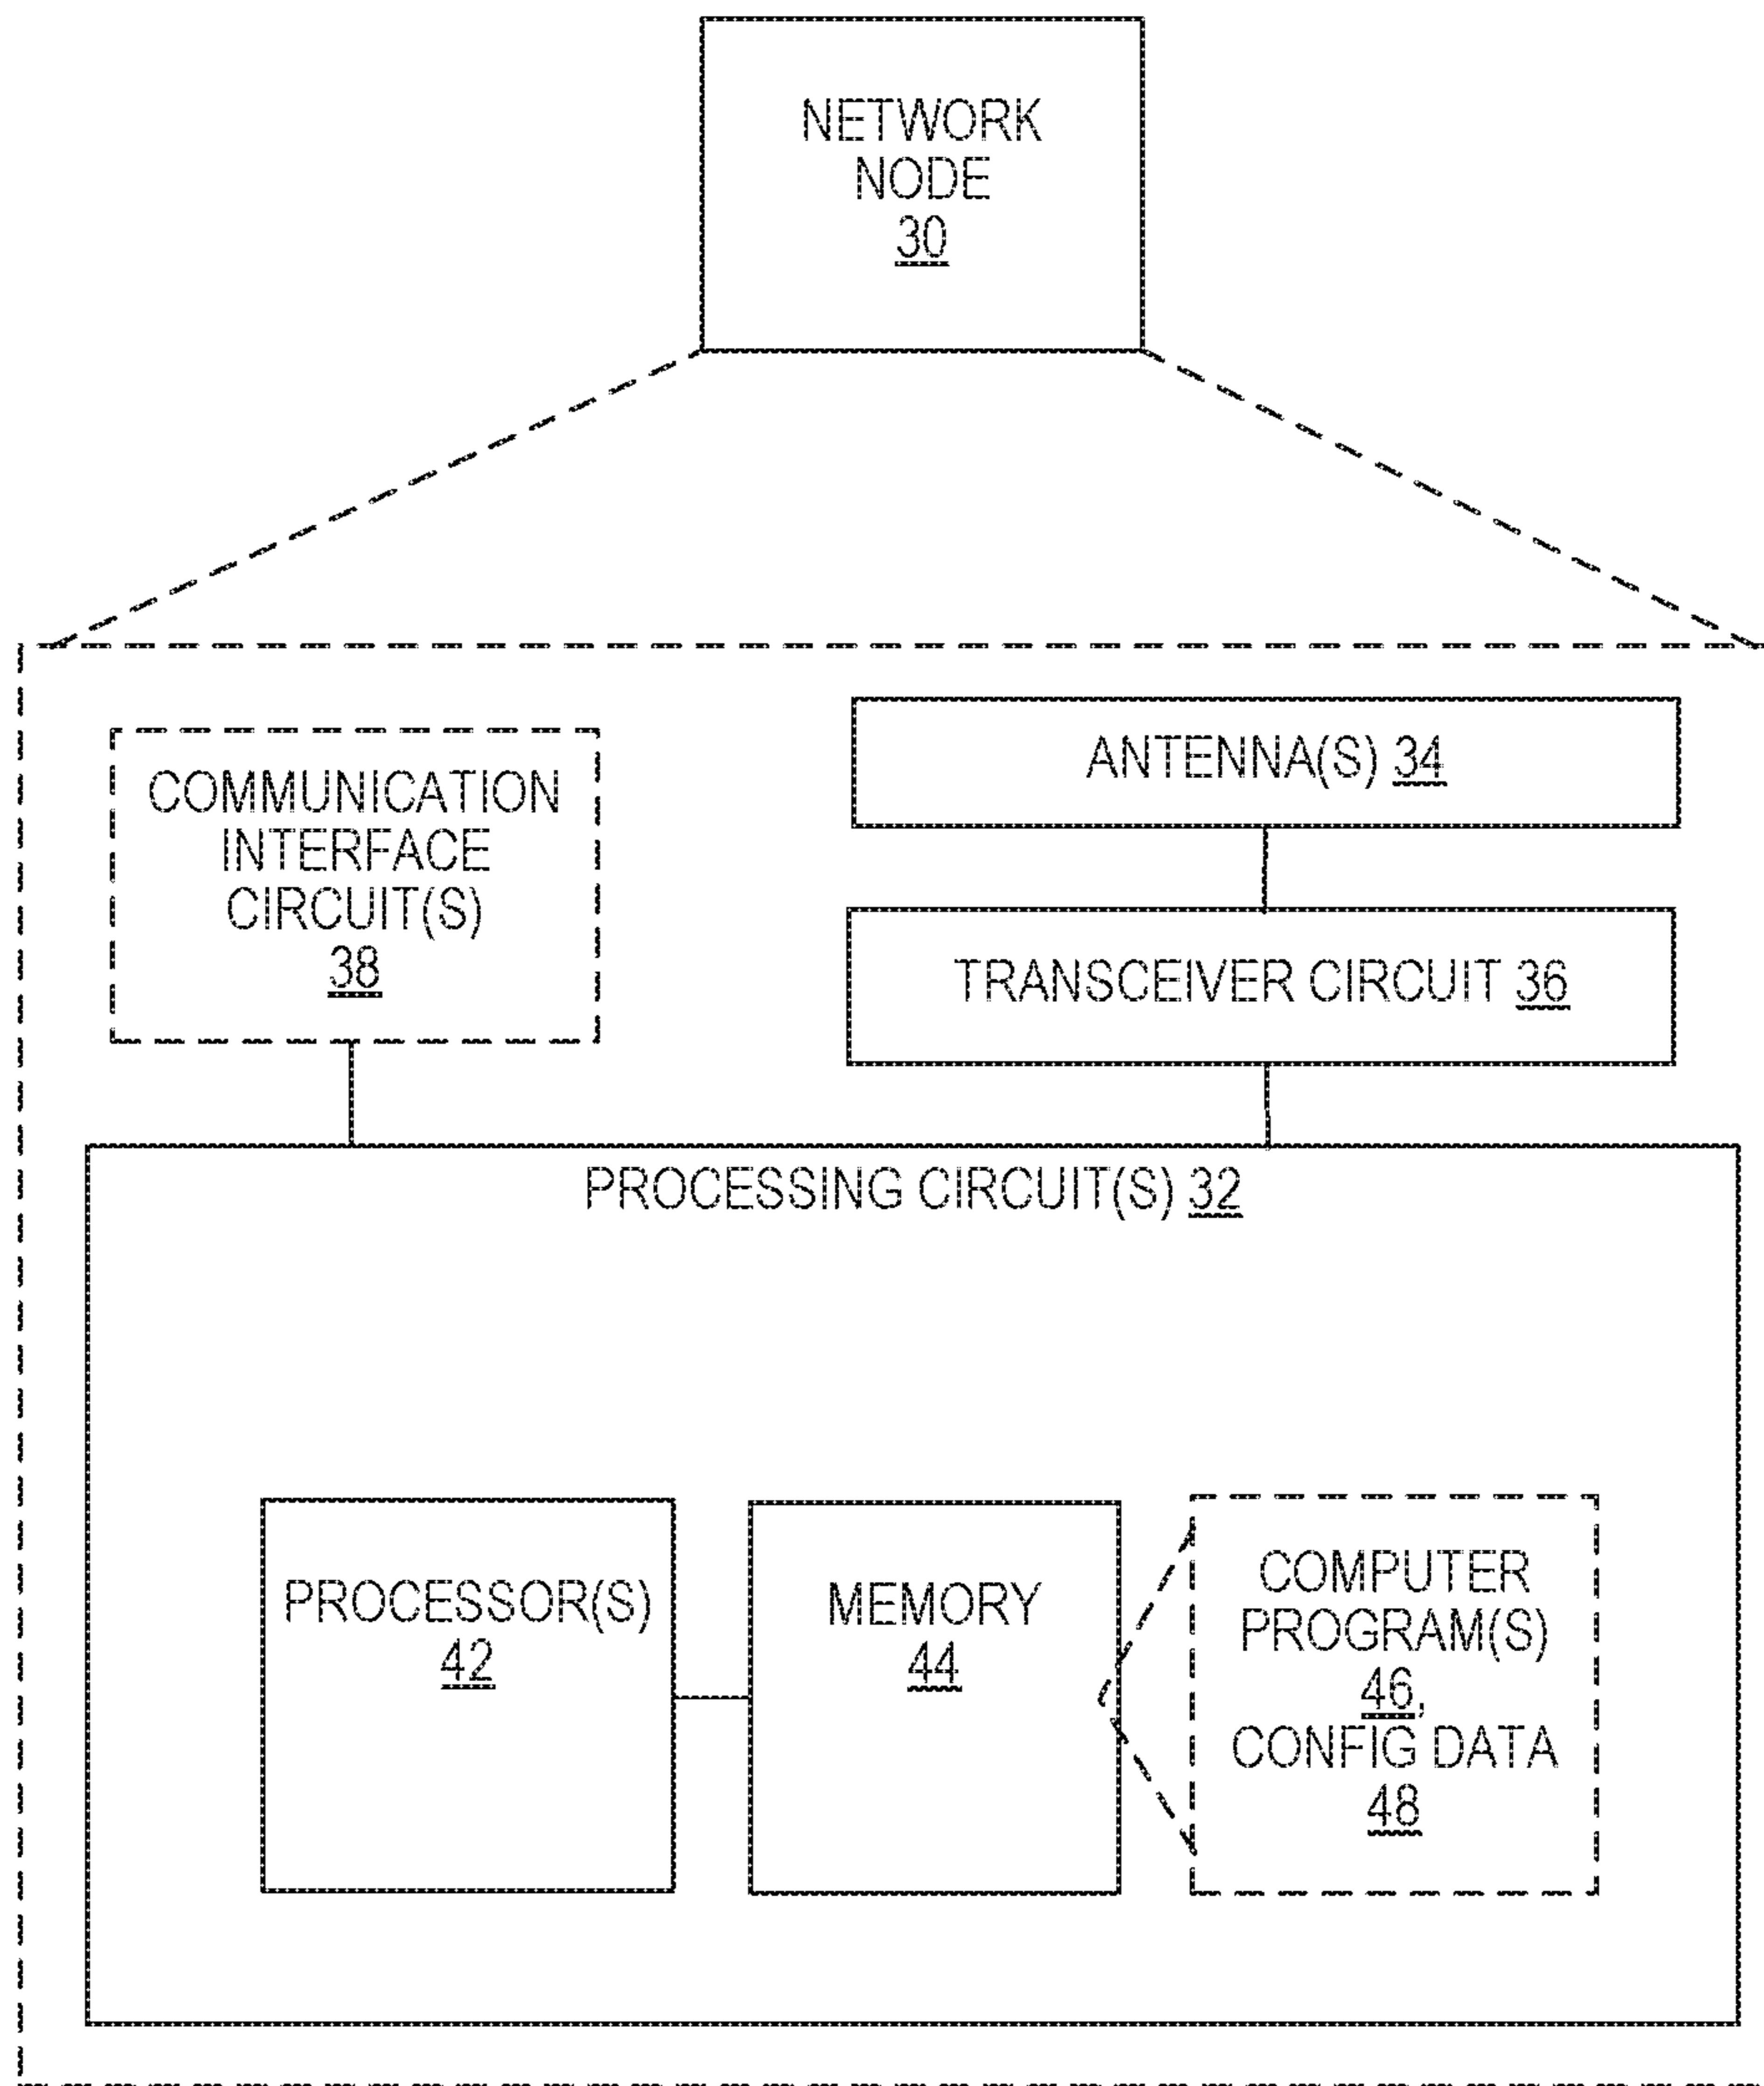 NETWORK
NODE
30
ANTENNA(S) 34
COMMUNICATION
INTERFACE
CIRCUIT(S)
38
TRANSCEIVER CIRCUIT 36
PROCESSING CIRCUIT(S) 32
PROCESSOR(S)
42
MEMORY
44
COMPUTER
PROGRAM(S)
46,
CONFIG DATA
48